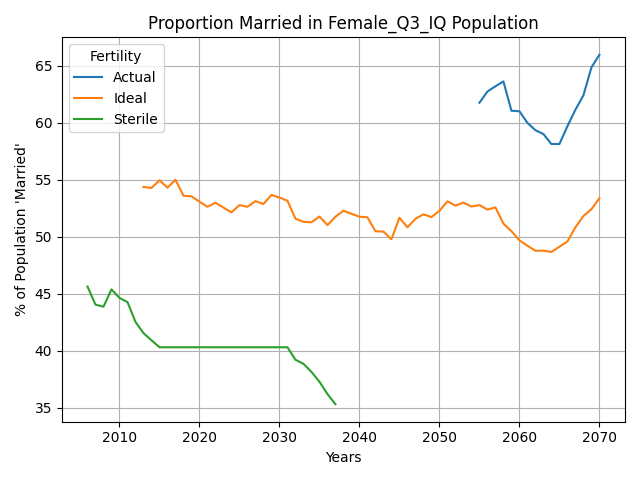 Proportion Married in Female_Q3_IQ Population
Fertility
Actual
Ideal
Sterile
% of Population 'Married'
65
60
55
50
45
40
35
2010
2020
2030
2040
2050
2060
2070
Years